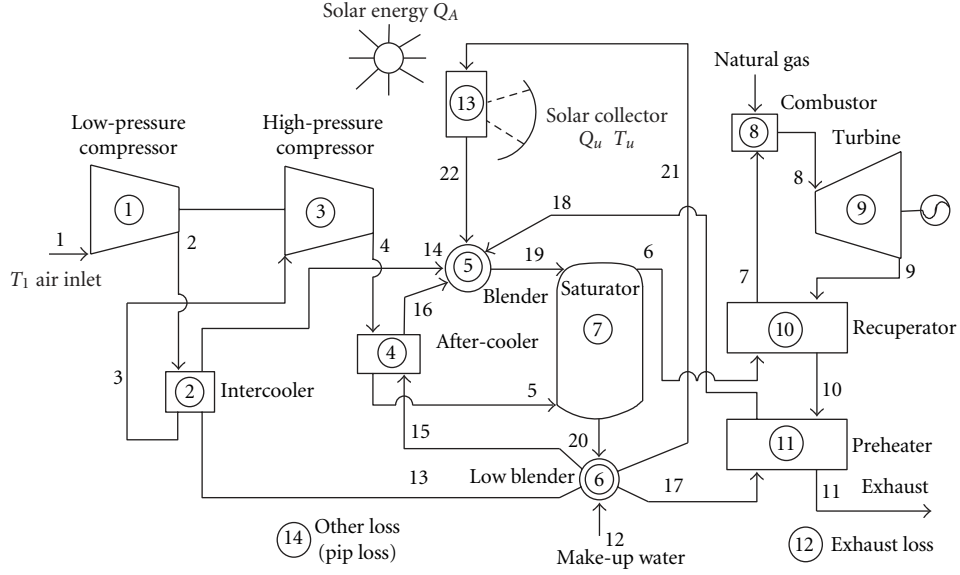 Solar energy Q_A
Natural gas
13
Combustor
Low-pressure
compressor
High-pressure
compressor
Solar collector
Q_u T_u
8
Turbine
22
21
8
1
3
18
9
1
2
4
14
19
6
T_1 air inlet
5
7
9
Blender
Saturator
16
7
10
Recuperator
After-cooler
4
3
2
Intercooler
5
10
15
20
11
Preheater
13
Low blender
6
17
11
Exhaust
14
Other loss
(pip loss)
12
Make-up water
12
Exhaust loss